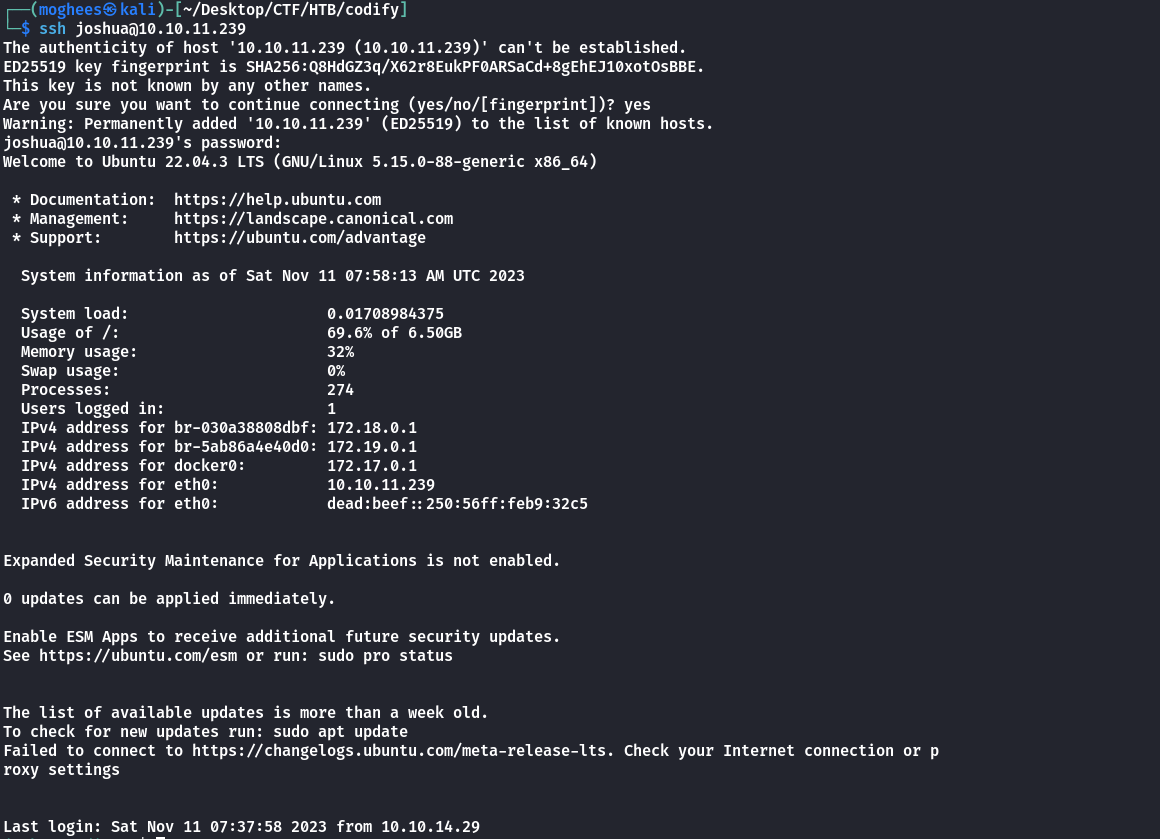 ┌──(moghees㉿kali)-[~/Desktop/CTF/HTB/codify]
└─$ ssh joshua@10.10.11.239
The authenticity of host '10.10.11.239 (10.10.11.239)' can't be established.
ED25519 key fingerprint is SHA256:Q8HdGZ3q/X62r8EukPF0ARSaCd+8gEhEJ10xotOsBBE.
This key is not known by any other names.
Are you sure you want to continue connecting (yes/no/[fingerprint])? yes
Warning: Permanently added '10.10.11.239' (ED25519) to the list of known hosts.
joshua@10.10.11.239's password:
Welcome to Ubuntu 22.04.3 LTS (GNU/Linux 5.15.0-88-generic x86_64)
* Documentation:  https://help.ubuntu.com
* Management:     https://landscape.canonical.com
* Support:        https://ubuntu.com/advantage
System information as of Sat Nov 11 07:58:13 AM UTC 2023
System load:                      0.01708984375
Usage of /:                       69.6% of 6.50GB
Memory usage:                     32%
Swap usage:                       0%
Processes:                        274
Users logged in:                  1
IPv4 address for br-030a38808dbf: 172.18.0.1
IPv4 address for br-5ab86a4e40d0: 172.19.0.1
IPv4 address for docker0:         172.17.0.1
IPv4 address for eth0:            10.10.11.239
IPv6 address for eth0:            dead:beef::250:56ff:feb9:32c5
Expanded Security Maintenance for Applications is not enabled.
0 updates can be applied immediately.
Enable ESM Apps to receive additional future security updates.
See https://ubuntu.com/esm or run: sudo pro status
The list of available updates is more than a week old.
To check for new updates run: sudo apt update
Failed to connect to https://changelogs.ubuntu.com/meta-release-lts. Check your Internet connection or p
roxy settings
Last login: Sat Nov 11 07:37:58 2023 from 10.10.14.29